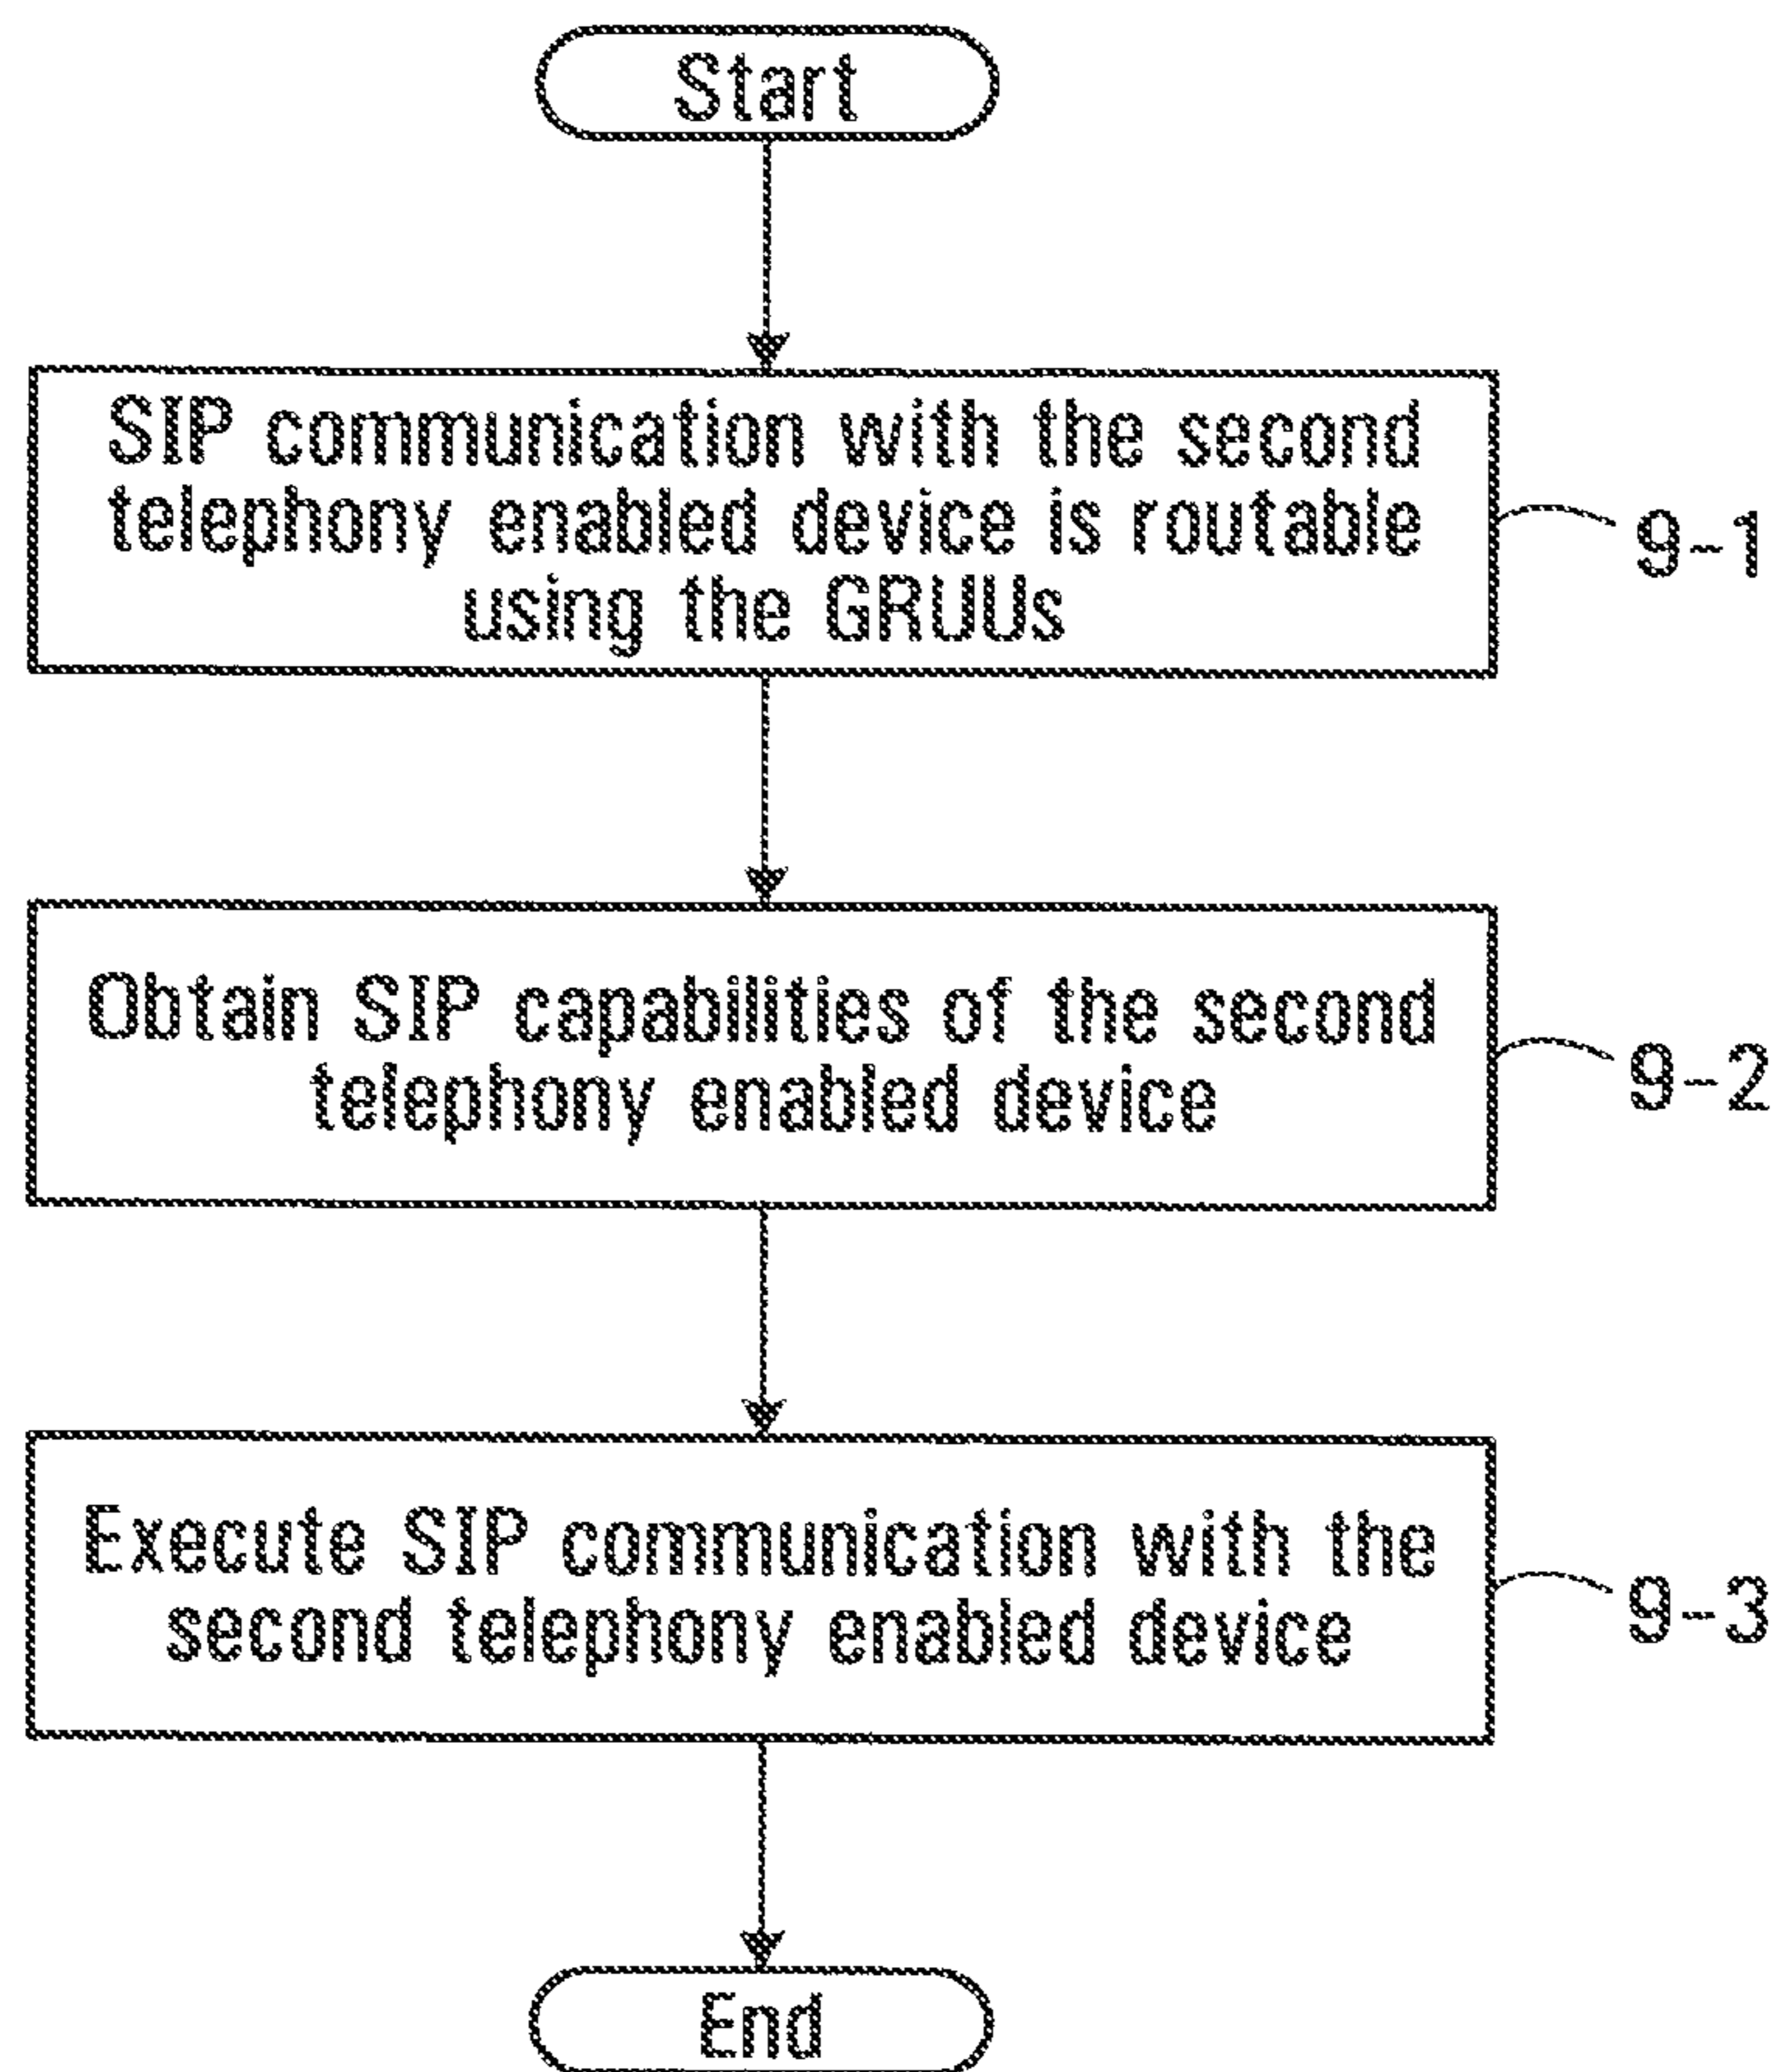 Start
SIP communication with the second
telephony enabled device is routable
using the GRUUs
9-1
Obtain SIP capabilities of the second
telephony enabled device
9-2
Execute SIP communication with the
second telephony enabled device
9-3
End